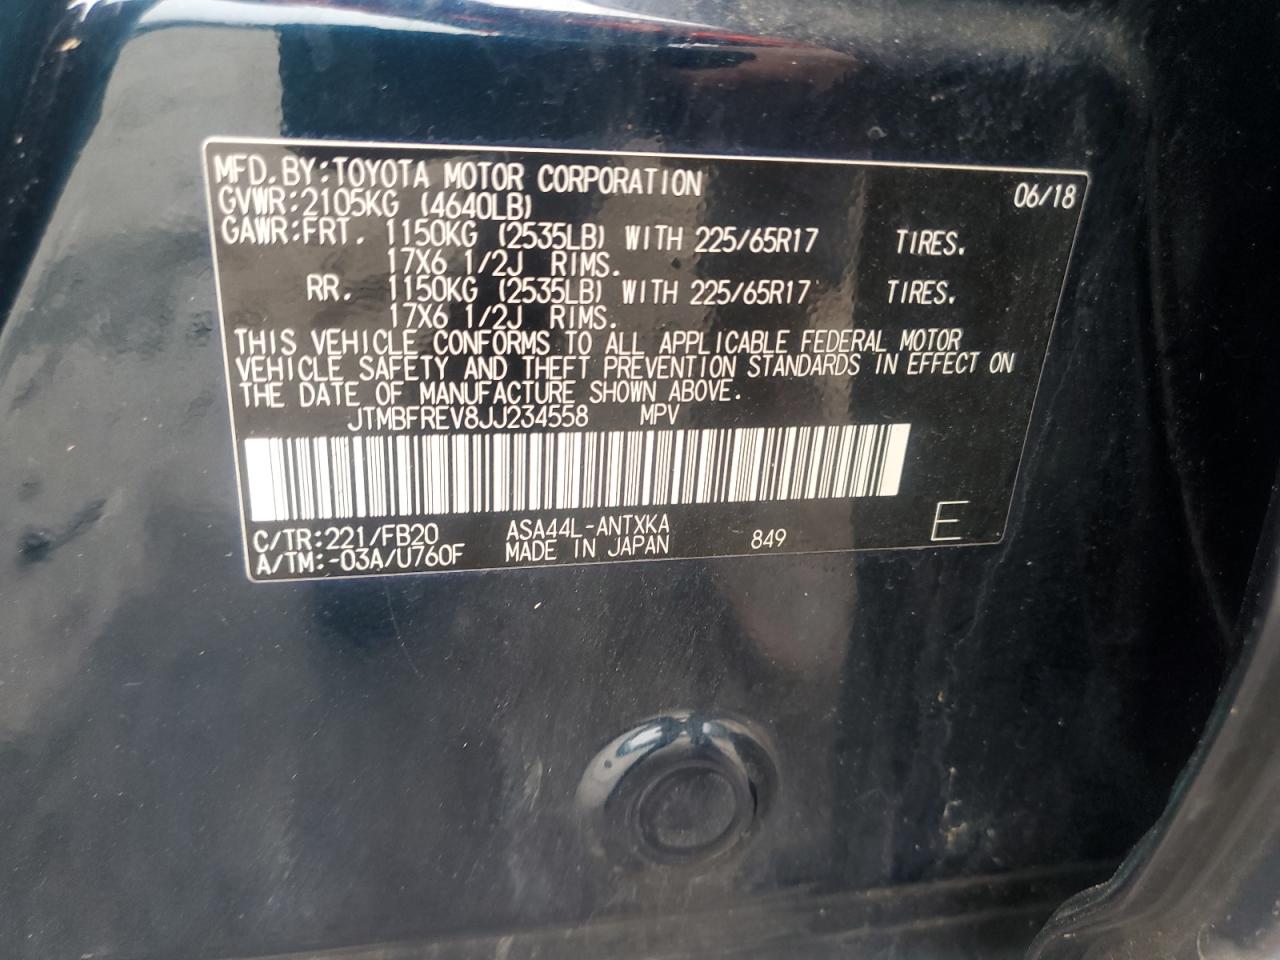 MFD. BY:TOYOTA MOTOR CORPORATION 06/18
GVWR:2105KG (4640LB)
GAWR:FRT. 1150KG (2535LB) WITH 225/65R17 TIRES.
17X6 1/2J RIMS.
RR. 1150KG (2535LB) WITH 225/65R17 TIRES.
17X6 1/2J RIMS.
THIS VEHICLE CONFORMS TO ALL APPLICABLE FEDERAL MOTOR
VEHICLE SAFETY AND THEFT PREVENTION STANDARDS IN EFFECT ON
THE DATE OF MANUFACTURE SHOWN ABOVE.
JTMBFREV8JJ234558 MPV
C/TR:221/FB20 ASA44L-ANTXKA
A/TM:-03A/U760F MADE IN JAPAN 849 E